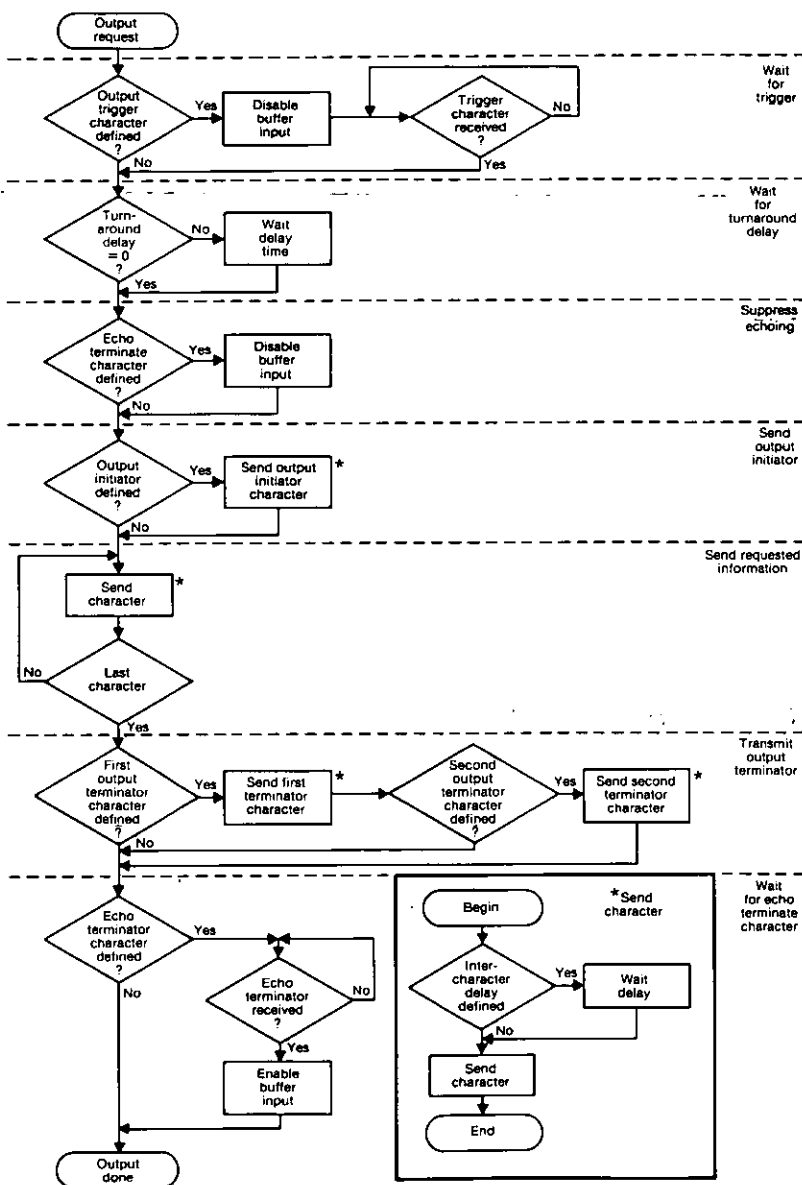 Output
request
Wait
for
trigger
Output
trigger
character
defined
?
Yes
Disable
buffer
input
Trigger
character
received
?
No
No
Yes
Wait
for
turnaround
delay
Turn-
around
delay
= 0
?
No
Wait
delay
time
Yes
Suppress
echoing
Echo
terminate
character
defined
?
Yes
Disable
buffer
input
No
Send
output
initiator
Output
initiator
defined
?
Yes
Send output
initiator
character
*
No
Send requested
information
Send
character
*
No
Last
character
Yes
Transmit
output
terminator
First
output
terminator
character
defined
?
Yes
Send first
terminator
character
*
Second
output
terminator
character
defined
?
Yes
Send second
terminator
character
*
No
Wait
for echo
terminate
character
Echo
terminator
character
defined
?
Yes
No
Echo
terminator
received
?
No
Yes
Enable
buffer
input
Output
done
*Send
character
Begin
Inter-
character
delay
defined
Yes
Wait
delay
No
Send
character
End